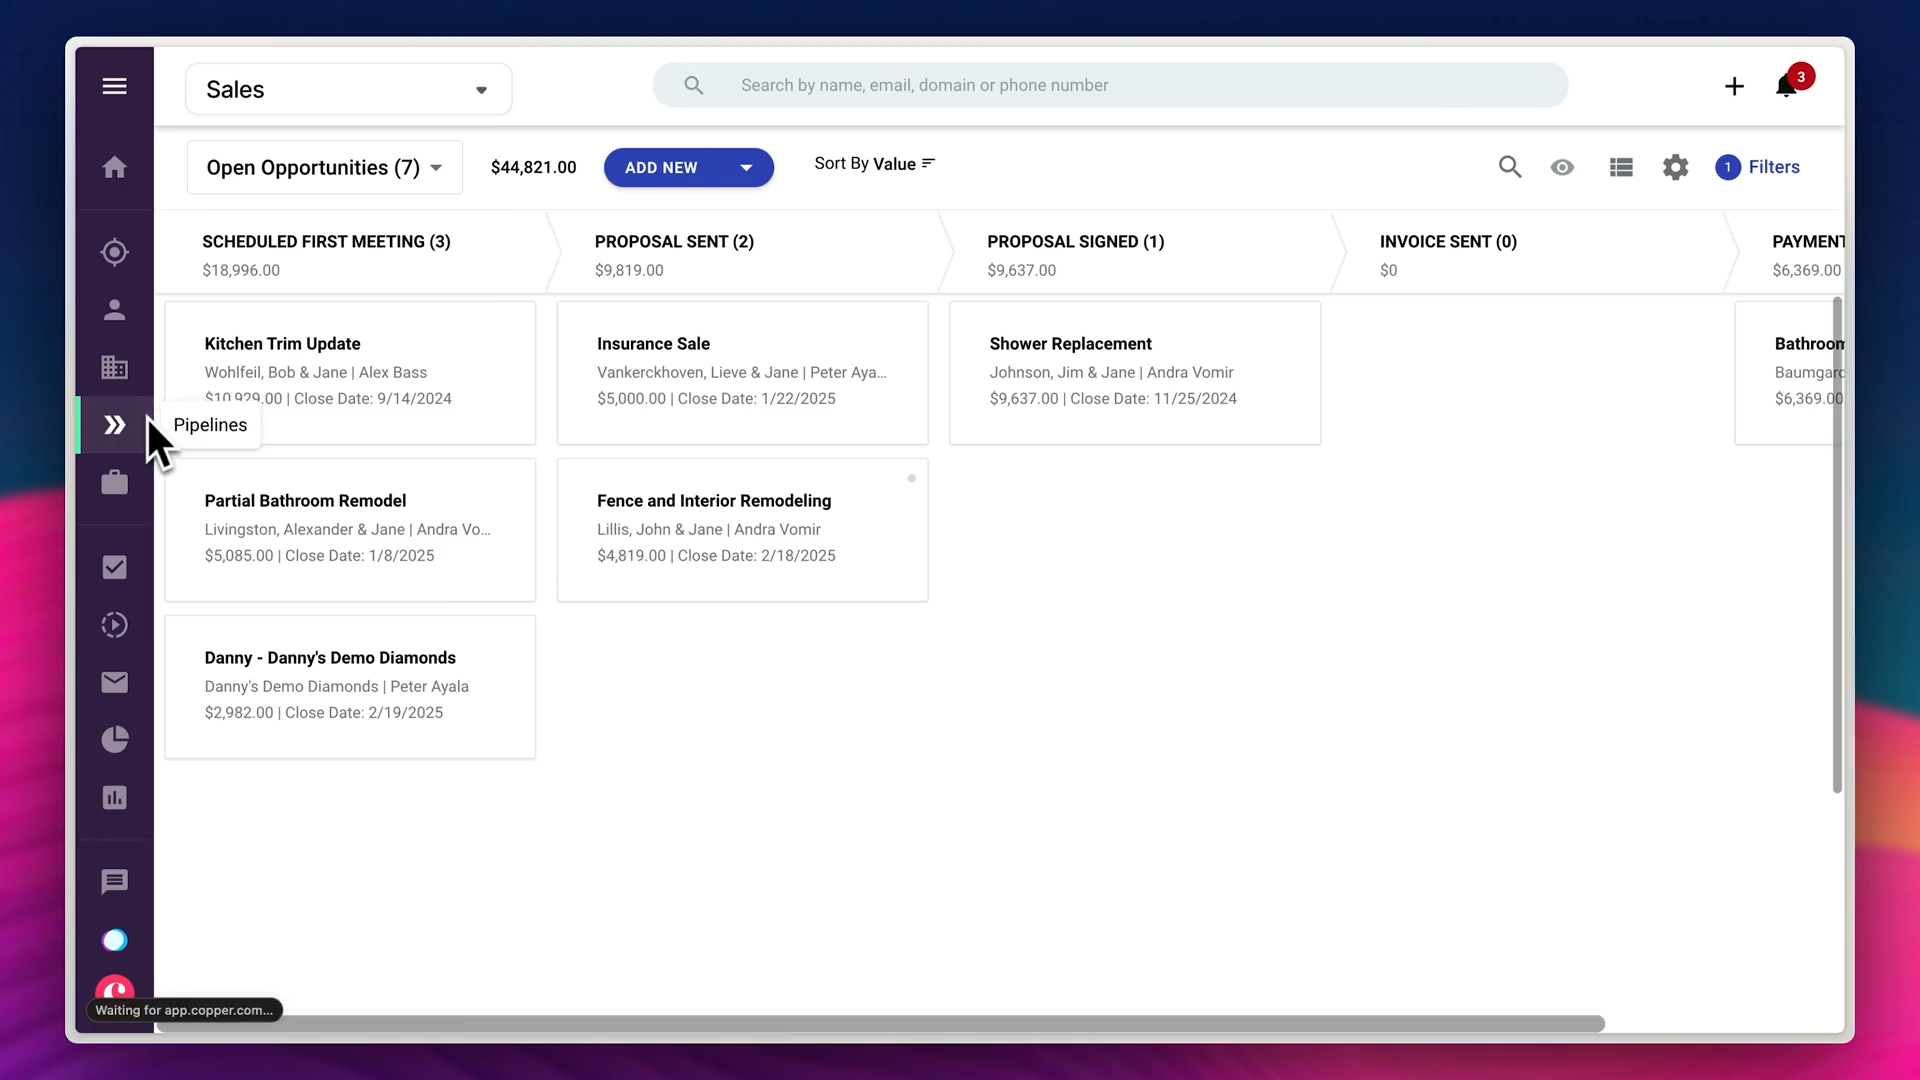 Sales
Search by name, email, domain or phone number
3
Open Opportunities (7)
$44,821.00
ADD NEW
Sort By Value
1 Filters
SCHEDULED FIRST MEETING (3)
$18,996.00
PROPOSAL SENT (2)
$9,819.00
PROPOSAL SIGNED (1)
$9,637.00
INVOICE SENT (0)
$0
PAYMENT
$6,369.00
Kitchen Trim Update
Wohlfeil, Bob & Jane | Alex Bass
$10,929.00 | Close Date: 9/14/2024
Insurance Sale
Vankerckhoven, Lieve & Jane | Peter Aya...
$5,000.00 | Close Date: 1/22/2025
Shower Replacement
Johnson, Jim & Jane | Andra Vomir
$9,637.00 | Close Date: 11/25/2024
Bathroom
Baumgard
$6,369.00
Pipelines
Partial Bathroom Remodel
Livingston, Alexander & Jane | Andra Vo...
$5,085.00 | Close Date: 1/8/2025
Fence and Interior Remodeling
Lillis, John & Jane | Andra Vomir
$4,819.00 | Close Date: 2/18/2025
Danny - Danny's Demo Diamonds
Danny's Demo Diamonds | Peter Ayala
$2,982.00 | Close Date: 2/19/2025
Waiting for app.copper.com...